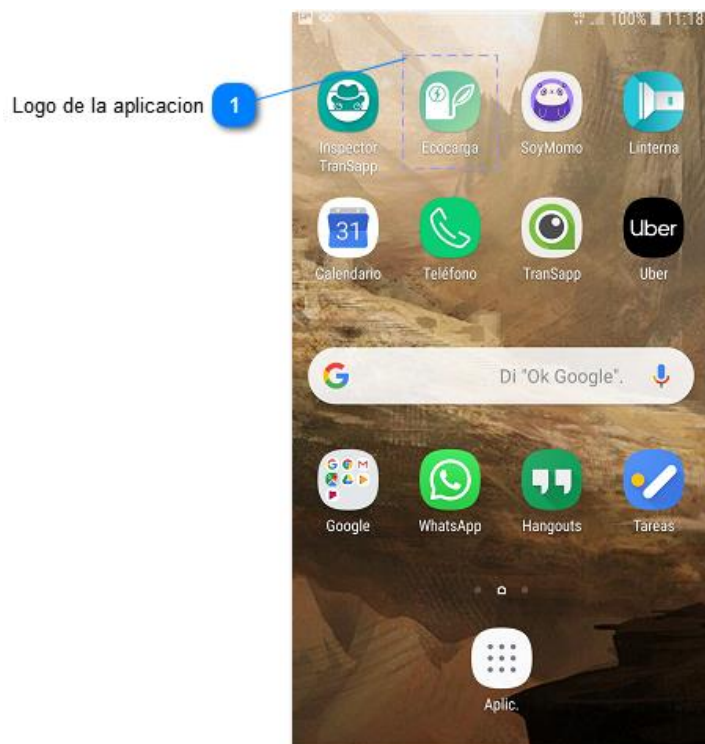 100% 11:18
Logo de la aplicacion 1
Inspector
TranSapp
Ecocarga
SoyMomo
Linterna
31
Calendario
Teléfono
TranSapp
Uber
Uber
G Di "Ok Google".
Google
WhatsApp
Hangouts
Tareas
Aplic.